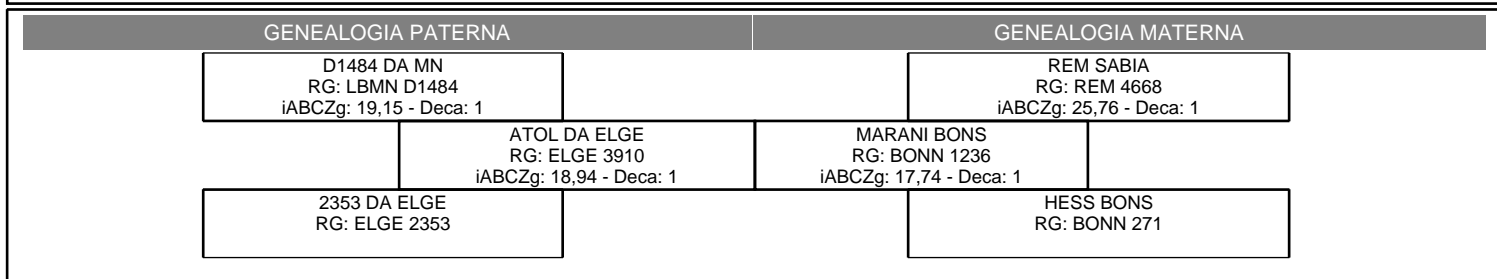 GENEALOGIA PATERNA
GENEALOGIA MATERNA
D1484 DA MN
RG: LBMN D1484
iABCZg: 19,15 - Deca: 1
REM SABIA
RG: REM 4668
iABCZg: 25,76 - Deca: 1
ATOL DA ELGE
RG: ELGE 3910
iABCZg: 18,94 - Deca: 1
MARANI BONS
RG: BONN 1236
iABCZg: 17,74 - Deca: 1
2353 DA ELGE
RG: ELGE 2353
HESS BONS
RG: BONN 271